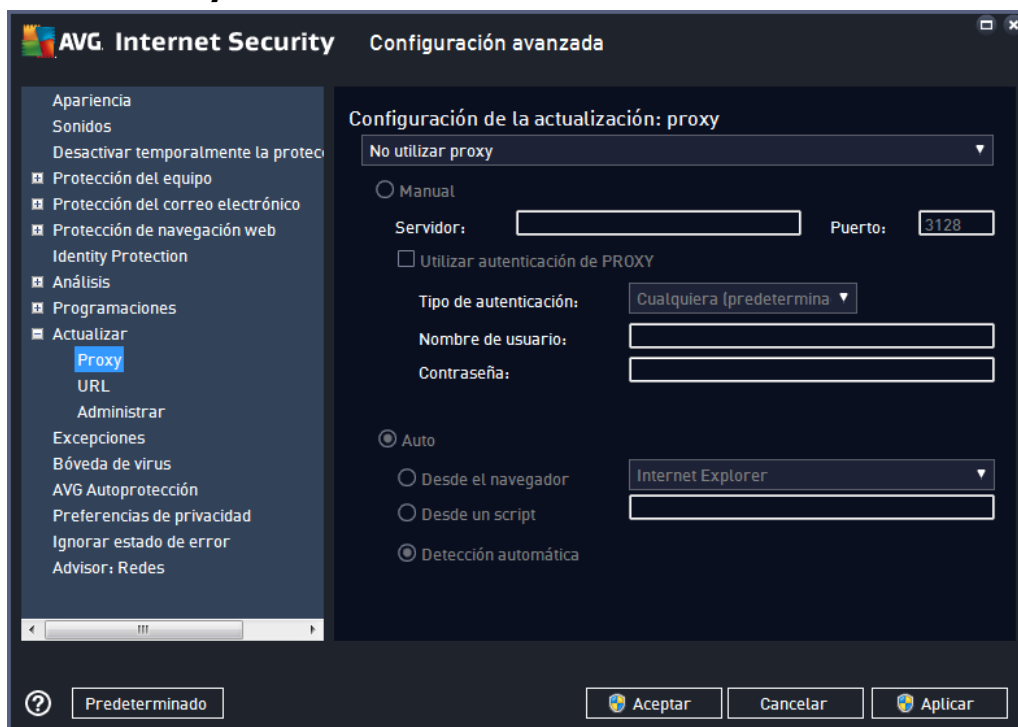 AVG Internet Security Configuración avanzada
Apariencia
Sonidos
Desactivar temporalmente la protec
Protección del equipo
Protección del correo electrónico
Protección de navegación web
Identity Protection
Análisis
Programaciones
Actualizar
Proxy
URL
Administrar
Excepciones
Bóveda de virus
AVG Autoprotección
Preferencias de privacidad
Ignorar estado de error
Advisor: Redes
Configuración de la actualización: proxy
No utilizar proxy
Manual
Servidor: Puerto: 3128
Utilizar autenticación de PROXY
Tipo de autenticación: Cualquiera (predetermina
Nombre de usuario:
Contraseña:
Auto
Desde el navegador Internet Explorer
Desde un script
Detección automática
? Predeterminado Aceptar Cancelar Aplicar